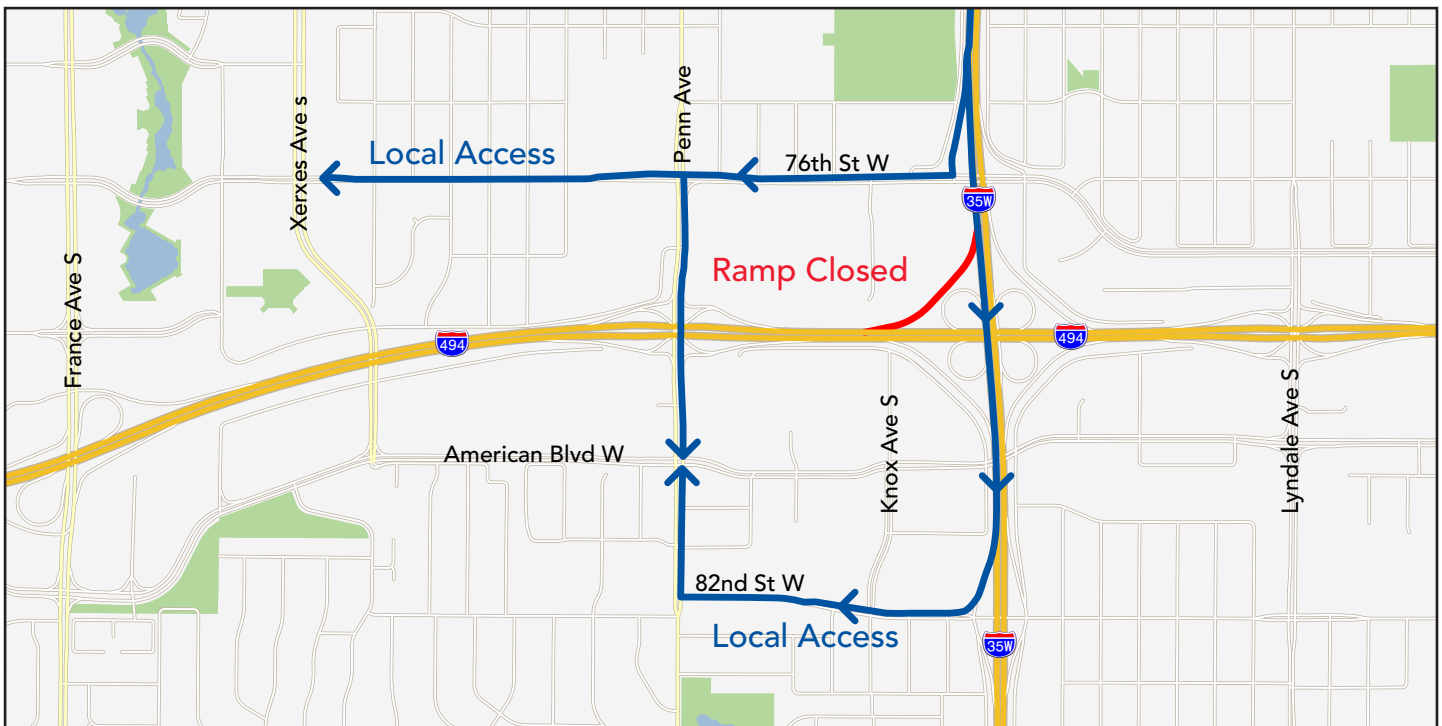 Penn Ave
Xerxes Ave s
Local Access
76th St W
35W
France Ave S
Ramp Closed
494
494
American Blvd W
Knox Ave S
Lyndale Ave S
82nd St W
Local Access
35W